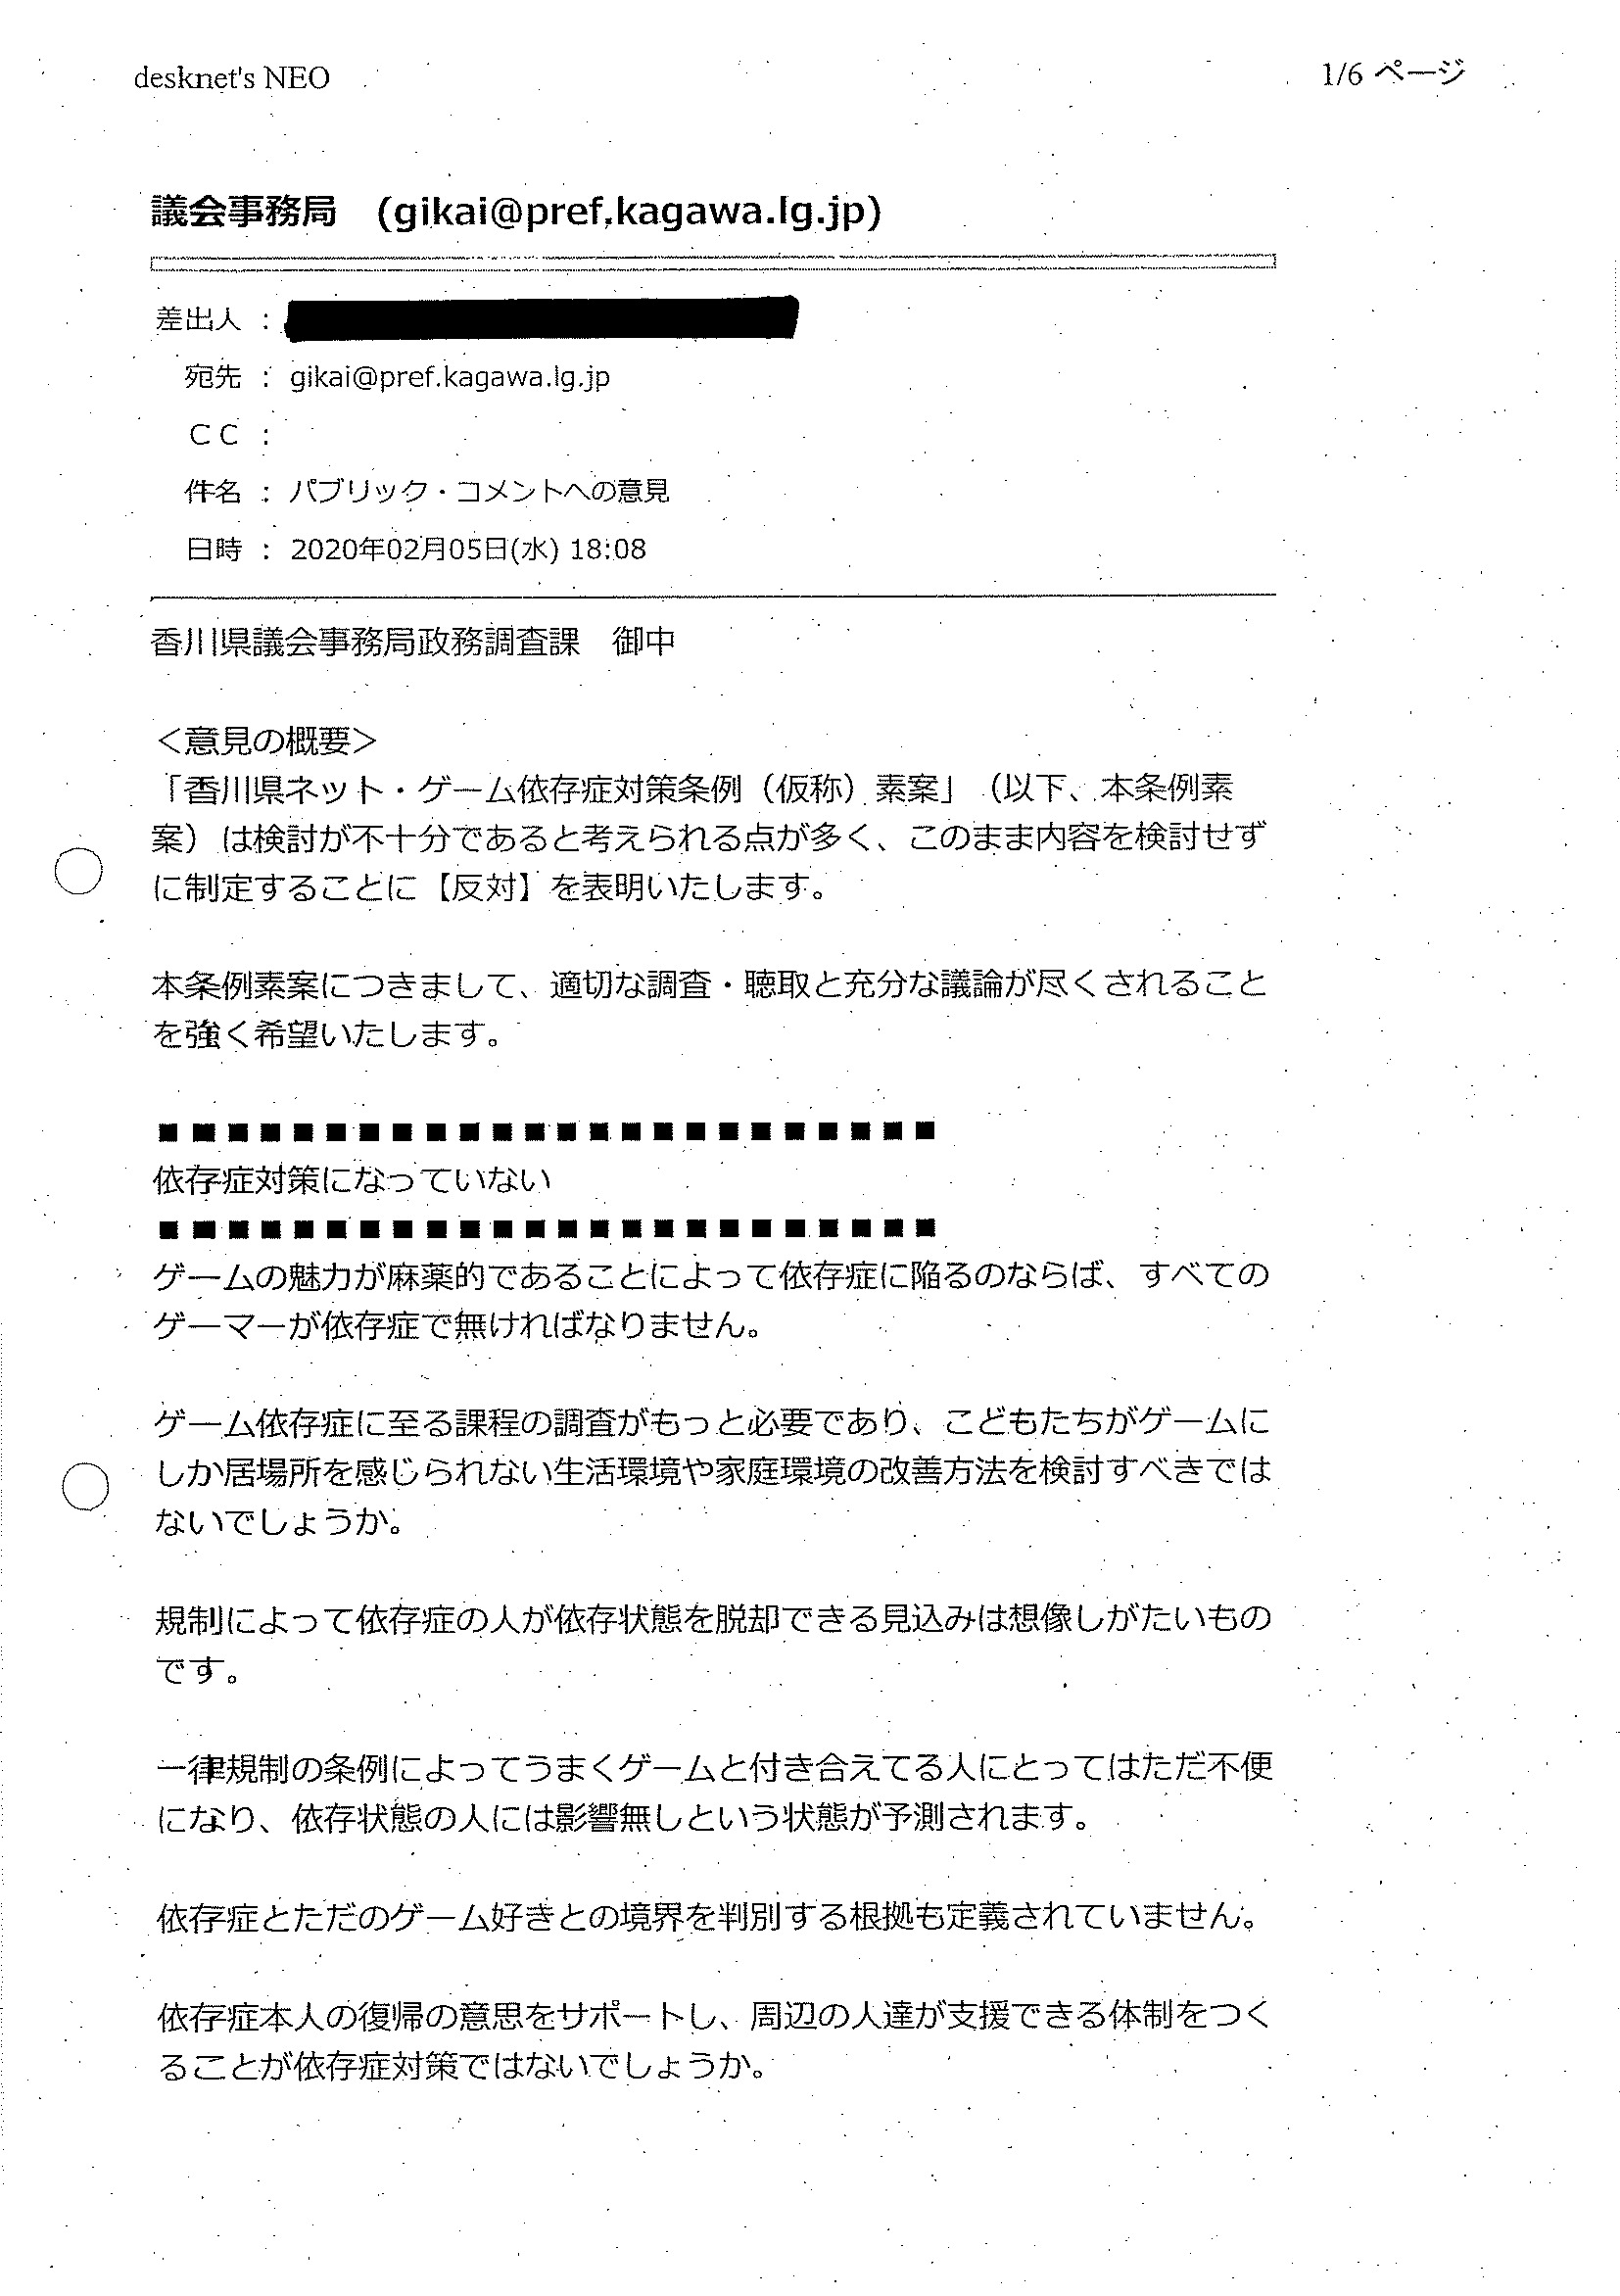 desknet's NEO
1/6 ページ
議会事務局　(gikai@pref.kagawa.lg.jp)
差出人 ：
宛先 ： gikai@pref.kagawa.lg.jp
ＣＣ ：
件名 ： パブリック・コメントへの意見
日時 ： 2020年02月05日(水) 18:08
香川県議会事務局政務調査課　御中
＜意見の概要＞
「香川県ネット・ゲーム依存症対策条例（仮称）素案」（以下、本条例素
案）は検討が不十分であると考えられる点が多く、このまま内容を検討せず
に制定することに【反対】を表明いたします。
本条例素案につきまして、適切な調査・聴取と充分な議論が尽くされること
を強く希望いたします。
■■■■■■■■■■■■■■■■■■■■■■■■
依存症対策になっていない
■■■■■■■■■■■■■■■■■■■■■■■■
ゲームの魅力が麻薬的であることによって依存症に陥るのならば、すべての
ゲーマーが依存症で無ければなりません。
ゲーム依存症に至る課程の調査がもっと必要であり、こどもたちがゲームに
しか居場所を感じられない生活環境や家庭環境の改善方法を検討すべきでは
ないでしょうか。
規制によって依存症の人が依存状態を脱却できる見込みは想像しがたいもの
です。
一律規制の条例によってうまくゲームと付き合えてる人にとってはただ不便
になり、依存状態の人には影響無しという状態が予測されます。
依存症とただのゲーム好きとの境界を判別する根拠も定義されていません。
依存症本人の復帰の意思をサポートし、周辺の人達が支援できる体制をつく
ることが依存症対策ではないでしょうか。